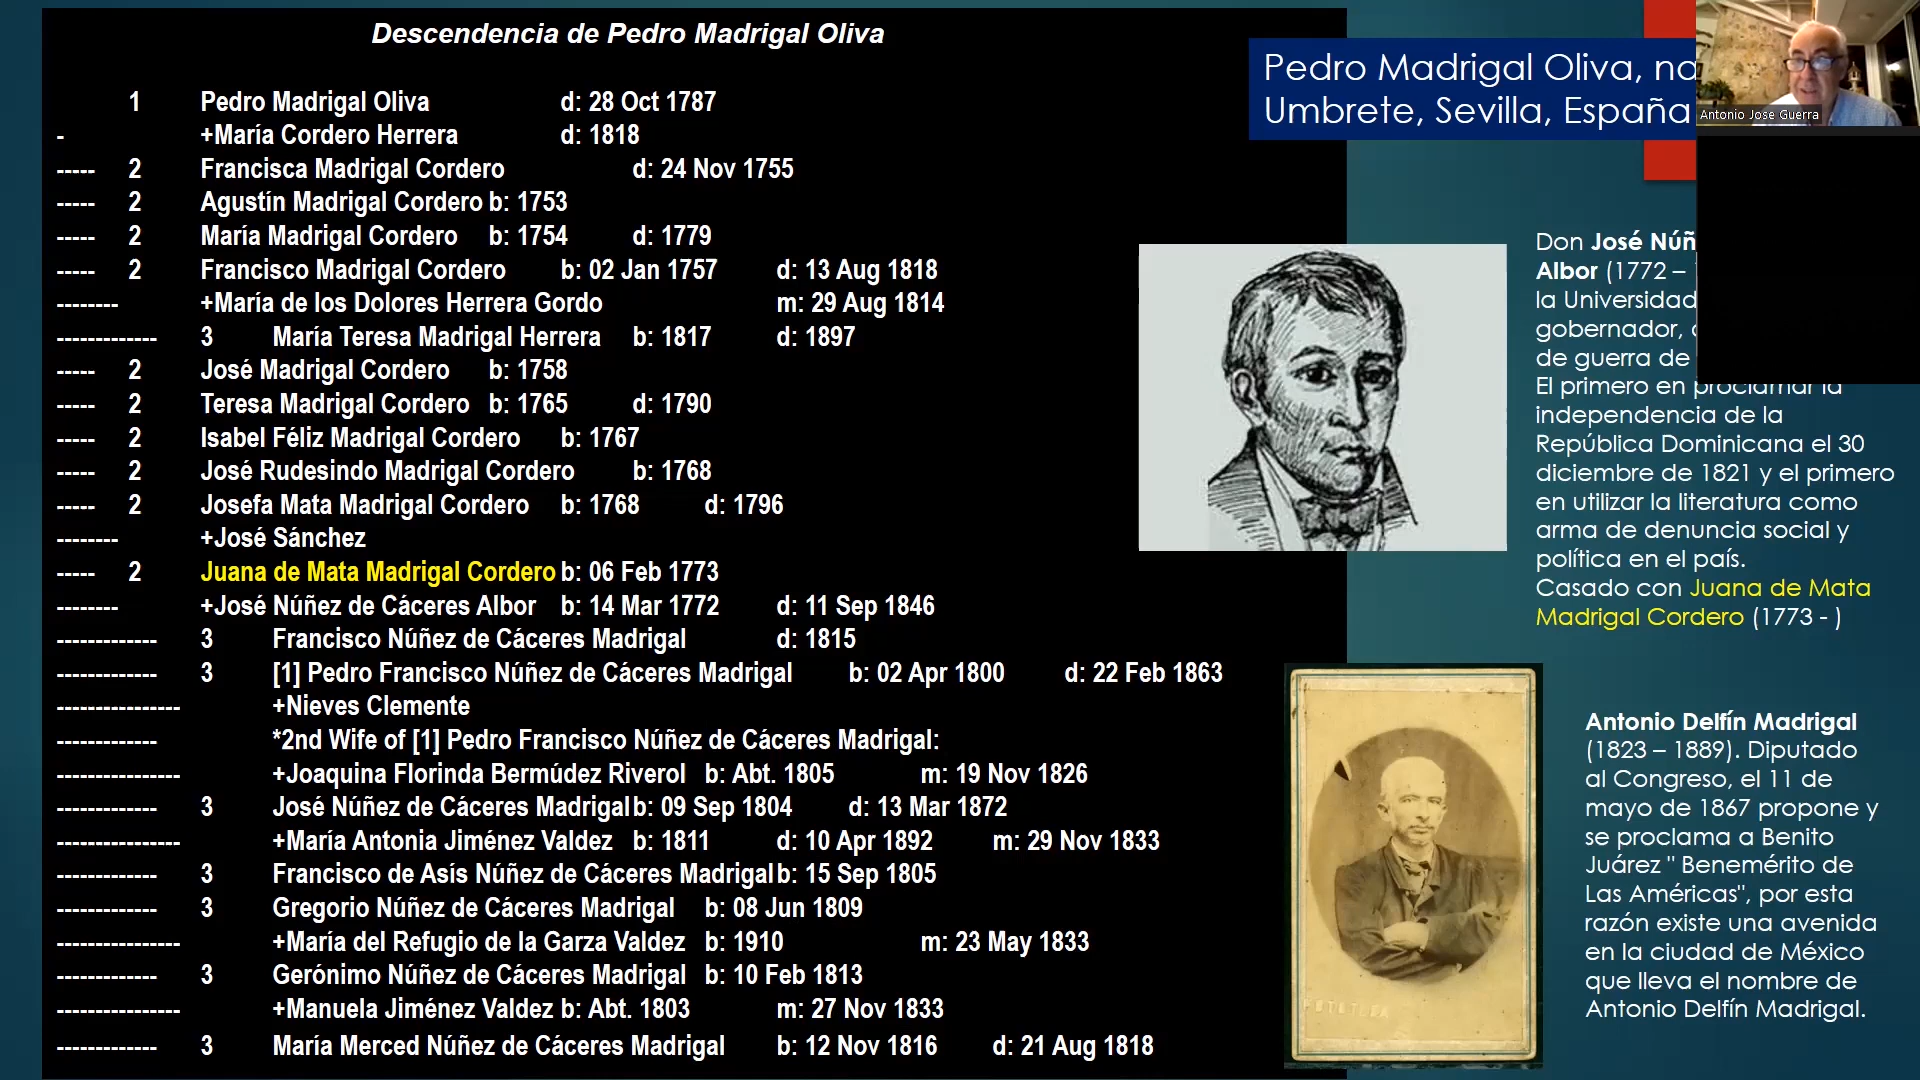 Descendencia de Pedro Madrigal Oliva
1 Pedro Madrigal Oliva d: 28 Oct 1787
- +María Cordero Herrera d: 1818
----- 2 Francisca Madrigal Cordero d: 24 Nov 1755
----- 2 Agustín Madrigal Cordero b: 1753
----- 2 María Madrigal Cordero b: 1754 d: 1779
----- 2 Francisco Madrigal Cordero b: 02 Jan 1757 d: 13 Aug 1818
-------- +María de los Dolores Herrera Gordo m: 29 Aug 1814
------------- 3 María Teresa Madrigal Herrera b: 1817 d: 1897
----- 2 José Madrigal Cordero b: 1758
----- 2 Teresa Madrigal Cordero b: 1765 d: 1790
----- 2 Isabel Féliz Madrigal Cordero b: 1767
----- 2 José Rudesindo Madrigal Cordero b: 1768
----- 2 Josefa Mata Madrigal Cordero b: 1768 d: 1796
-------- +José Sánchez
----- 2 Juana de Mata Madrigal Cordero b: 06 Feb 1773
-------- +José Núñez de Cáceres Albor b: 14 Mar 1772 d: 11 Sep 1846
------------- 3 Francisco Núñez de Cáceres Madrigal d: 1815
------------- 3 [1] Pedro Francisco Núñez de Cáceres Madrigal b: 02 Apr 1800 d: 22 Feb 1863
---------------- +Nieves Clemente
------------- *2nd Wife of [1] Pedro Francisco Núñez de Cáceres Madrigal:
---------------- +Joaquina Florinda Bermúdez Riverol b: Abt. 1805 m: 19 Nov 1826
------------- 3 José Núñez de Cáceres Madrigal b: 09 Sep 1804 d: 13 Mar 1872
---------------- +María Antonia Jiménez Valdez b: 1811 d: 10 Apr 1892 m: 29 Nov 1833
------------- 3 Francisco de Asís Núñez de Cáceres Madrigal b: 15 Sep 1805
------------- 3 Gregorio Núñez de Cáceres Madrigal b: 08 Jun 1809
---------------- +María del Refugio de la Garza Valdez b: 1910 m: 23 May 1833
------------- 3 Gerónimo Núñez de Cáceres Madrigal b: 10 Feb 1813
---------------- +Manuela Jiménez Valdez b: Abt. 1803 m: 27 Nov 1833
------------- 3 María Merced Núñez de Cáceres Madrigal b: 12 Nov 1816 d: 21 Aug 1818
Pedro Madrigal Oliva,
Umbrete, Sevilla, España
Antonio Jose Guerra
Don José
Albor (1772 –
la Universidad
gobernador,
de guerra de
El primero en proclamar la
independencia de la
República Dominicana el 30
diciembre de 1821 y el primero
en utilizar la literatura como
arma de denuncia social y
política en el país.
Casado con Juana de Mata
Madrigal Cordero (1773 - )
Antonio Delfín Madrigal
(1823 – 1889). Diputado
al Congreso, el 11 de
mayo de 1867 propone y
se proclama a Benito
Juárez " Benemérito de
Las Américas", por esta
razón existe una avenida
en la ciudad de México
que lleva el nombre de
Antonio Delfín Madrigal.